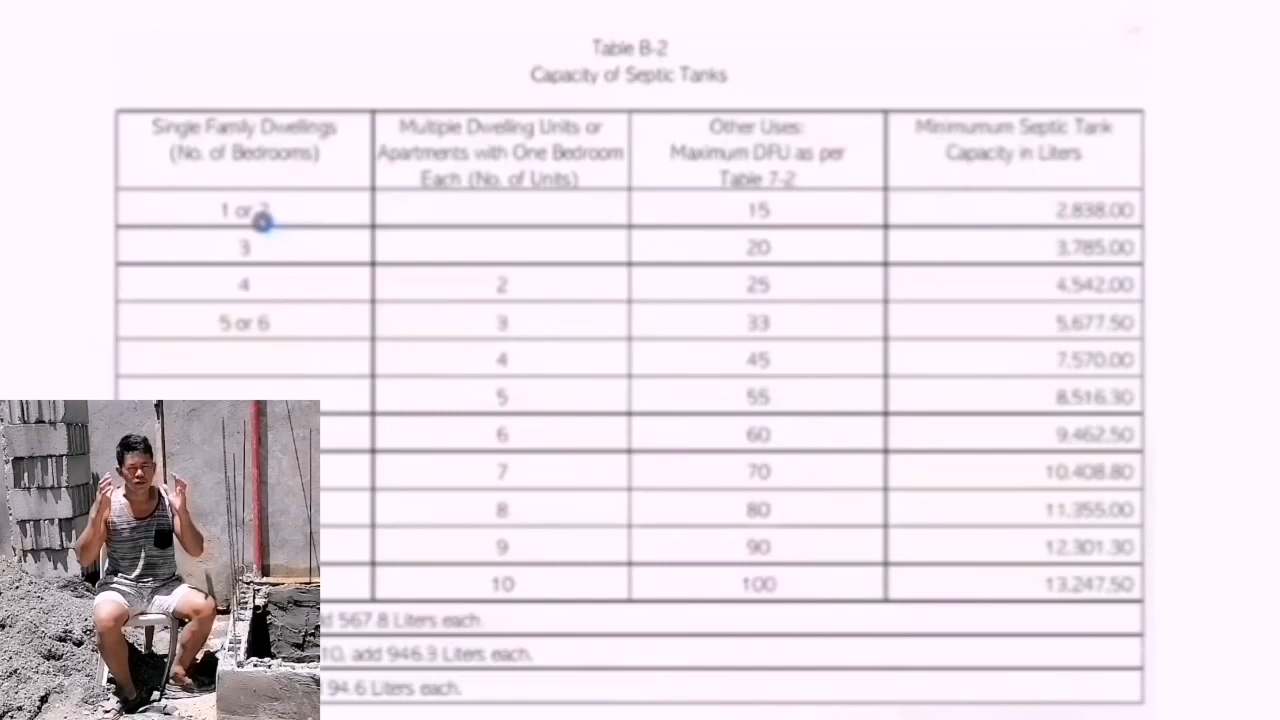 Table B-2
Capacity of Septic Tanks
Single Family Dwellings (No. of Bedrooms) Multiple Dwelling Units or Apartments with One Bedroom Each (No. of Units) Other Uses: Maximum DFU as per Table 7-2 Minimumum Septic Tank Capacity in Liters
1 or 2 15 2,838.00
3 20 3,785.00
4 2 25 4,542.00
5 or 6 3 33 5,677.50
4 45 7,570.00
5 55 8,516.30
6 60 9,462.50
7 70 10,408.80
8 80 11,355.00
9 90 12,301.30
10 100 13,247.50
567.8 Liters each.
10, add 946.3 Liters each.
94.6 Liters each.